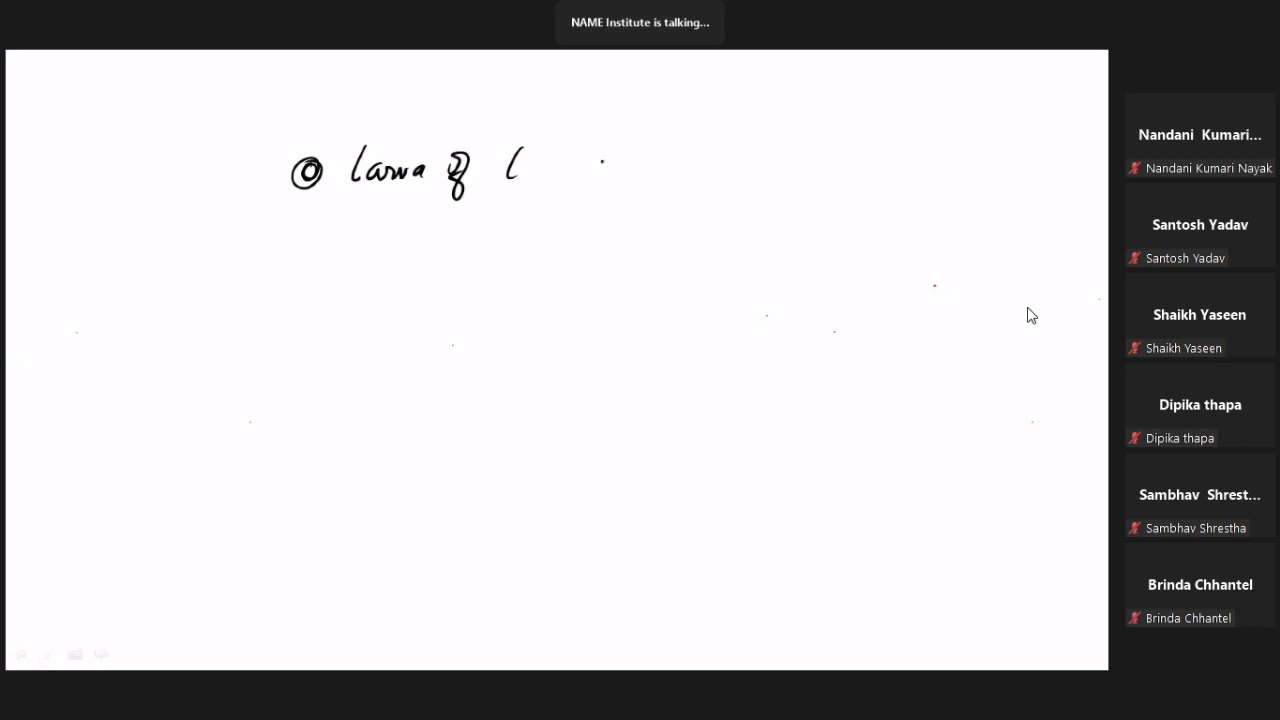 NAME Institute is talking...
larva of (
Nandani Kumari...
Nandani Kumari Nayak
Santosh Yadav
Santosh Yadav
Shaikh Yaseen
Shaikh Yaseen
Dipika thapa
Dipika thapa
Sambhav Shrest...
Sambhav Shrestha
Brinda Chhantel
Brinda Chhantel